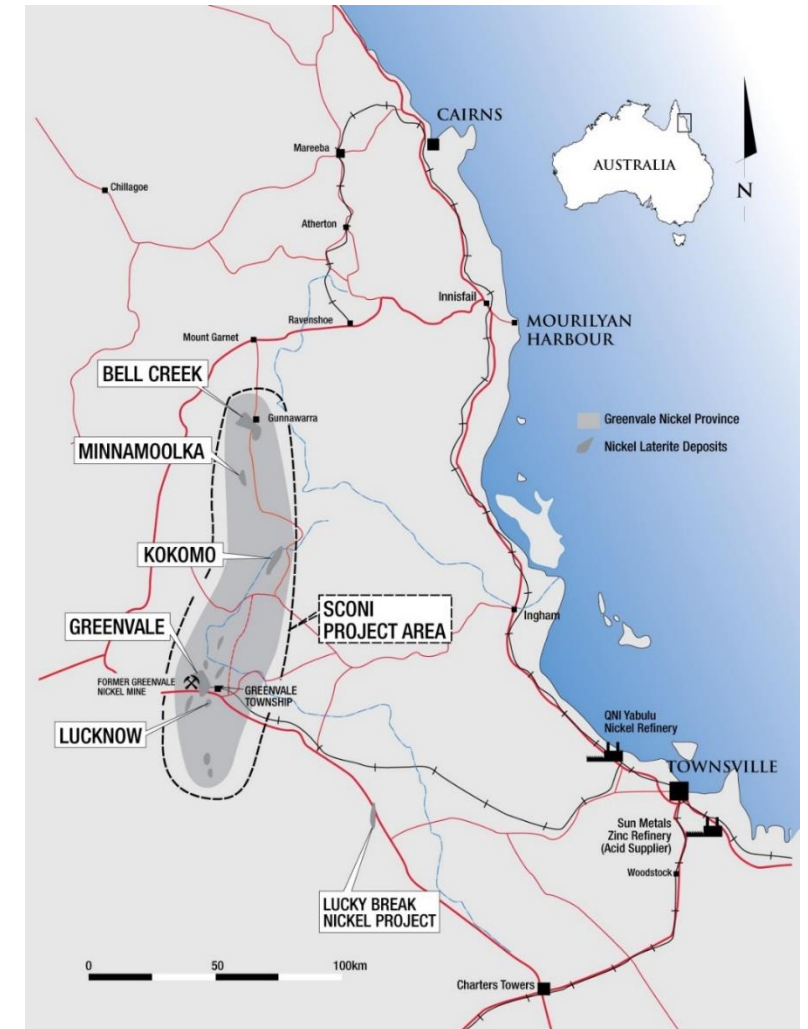 CAIRNS
Mareeba
AUSTRALIA
Chillagoe
N
Atherton
Innisfail
Ravenshoe
MOURILYAN
HARBOUR
Mount Garnet
BELL CREEK
Gunnawarra
Greenvale Nickel Province
Nickel Laterite Deposits
MINNAMOOLKA
KOKOMO
SCONI
PROJECT AREA
Ingham
GREENVALE
FORMER GREENVALE
NICKEL MINE
GREENVALE
TOWNSHIP
LUCKNOW
QNI Yabulu
Nickel Refinery
TOWNSVILLE
Sun Metals
Zinc Refinery
(Acid Supplier)
Woodstock
LUCKY BREAK
NICKEL PROJECT
0 50 100km
Charters Towers